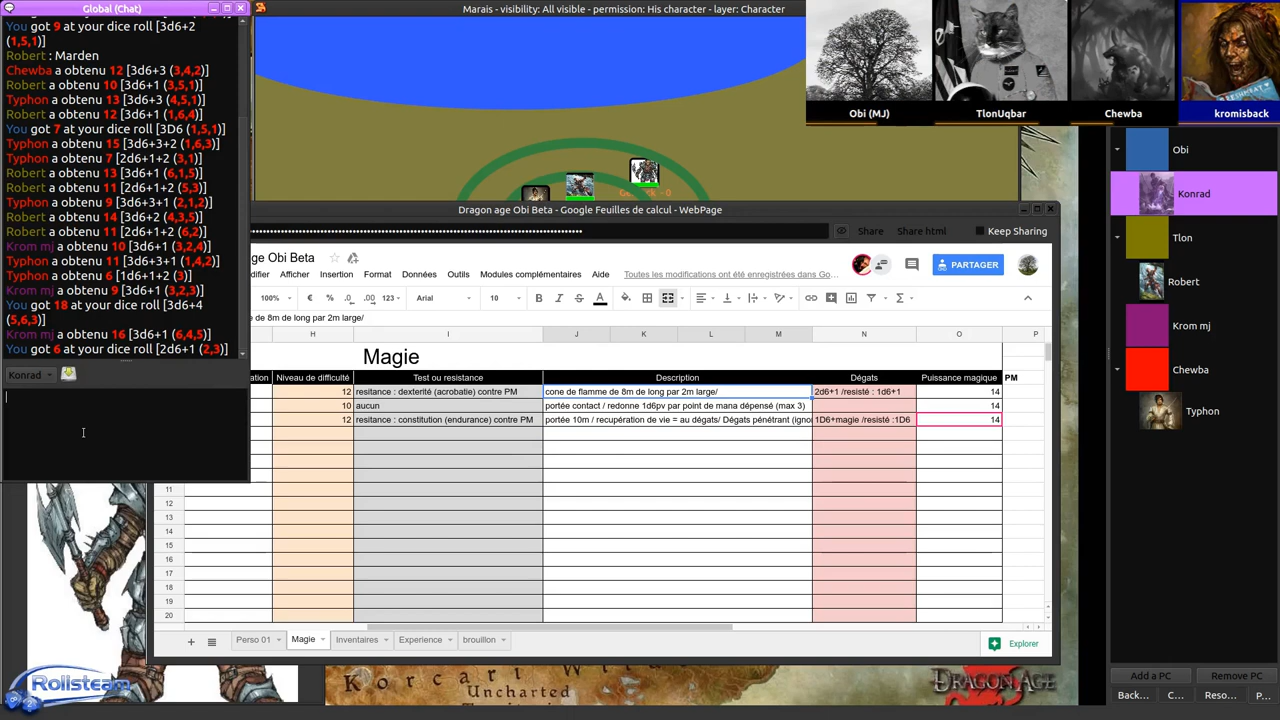 Global (Chat)
You got 9 at your dice roll [3d6+2
(1,5,1)]
Robert : Marden
Chewba a obtenu 12 [3d6+3 (3,4,2)]
Robert a obtenu 10 [3d6+1 (3,5,1)]
Typhon a obtenu 13 [3d6+3 (4,5,1)]
Robert a obtenu 12 [3d6+1 (1,6,4)]
You got 7 at your dice roll [3D6 (1,5,1)]
Typhon a obtenu 15 [3d6+3+2 (1,6,3)]
Typhon a obtenu 7 [2d6+1+2 (3,1)]
Robert a obtenu 13 [3d6+1 (6,1,5)]
Robert a obtenu 11 [2d6+1+2 (5,3)]
Typhon a obtenu 9 [3d6+3+1 (2,1,2)]
Robert a obtenu 14 [3d6+2 (4,3,5)]
Robert a obtenu 11 [2d6+1+2 (6,2)]
Krom mj a obtenu 10 [3d6+1 (3,2,4)]
Typhon a obtenu 11 [3d6+3+1 (1,4,2)]
Typhon a obtenu 6 [1d6+1+2 (3)]
Krom mj a obtenu 9 [3d6+1 (3,2,3)]
You got 18 at your dice roll [3d6+4
(5,6,3)]
Krom mj a obtenu 16 [3d6+1 (6,4,5)]
You got 6 at your dice roll [2d6+1 (2,3)]
Konrad
Marais - visibility: All visible - permission: His character - layer: Character
Obi (MJ) TlonUqbar Chewba kromisback
Obi
Konrad
Tlon
Robert
Krom mj
Chewba
Typhon
Add a PC Remove PC
Back... C... Reso... P...
Dragon age Obi Beta - Google Feuilles de calcul - WebPage
Share Share html Keep Sharing
age Obi Beta
difier Afficher Insertion Format Données Outils Modules complémentaires Aide Toutes les modifications ont été enregistrées dans Go...
PARTAGER
100% € % .0 .00 123 Arial 10 B I S A
e de 8m de long par 2m large/
H I J K L M N O P
Magie
ation Niveau de difficulté Test ou resistance Description Dégats Puissance magique PM
12 resitance : dexterité (acrobatie) contre PM cone de flamme de 8m de long par 2m large/ 2d6+1 /resisté : 1d6+1 14
10 aucun portée contact / redonne 1d6pv par point de mana dépensé (max 3) 14
12 resitance : constitution (endurance) contre PM portée 10m / recupération de vie = au dégats/ Dégats pénétrant (igno 1D6+magie /resisté :1D6 14
11
12
13
14
15
16
17
18
19
20
Perso 01 Magie Inventaires Experience brouillon Explorer
Rolisteam
Korcari Wilds
Uncharted
Dragon Age